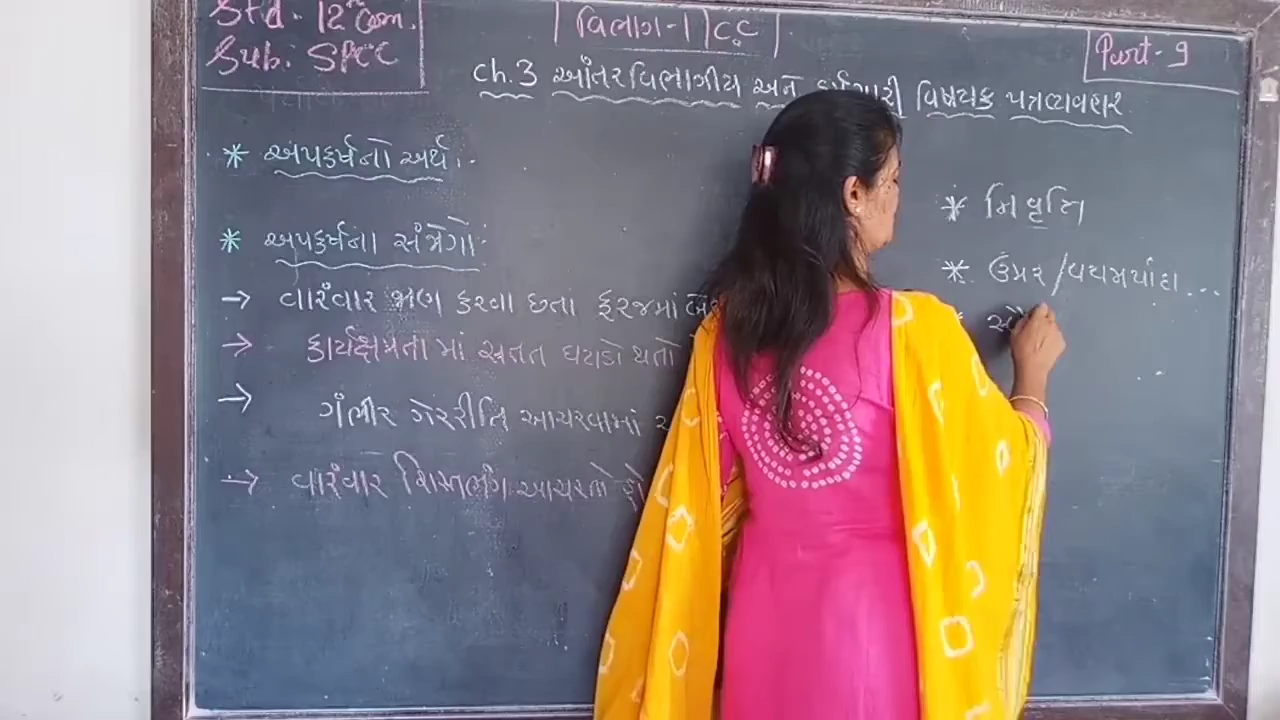 Std. 12th Com.
Sub: SPCC
વિભાગ-1 CC
Part - 9
Ch.3 આંતરવિભાગીય અને કર્મચારી વિષયક પત્રવ્યવહાર
* અપકર્ષનો અર્થ :-
* અપકર્ષના સંજોગો :-
→ વારંવાર જાણ કરવા છતાં ફરજમાં
→ કાર્યક્ષમતા માં સતત ઘટાડો થતો
→ ગંભીર ગેરરીતિ આચરવામાં
→ વારંવાર શિસ્તભંગ આચરતો હો
* નિવૃત્તિ
* ઉંમર / વયમર્યાદા ...